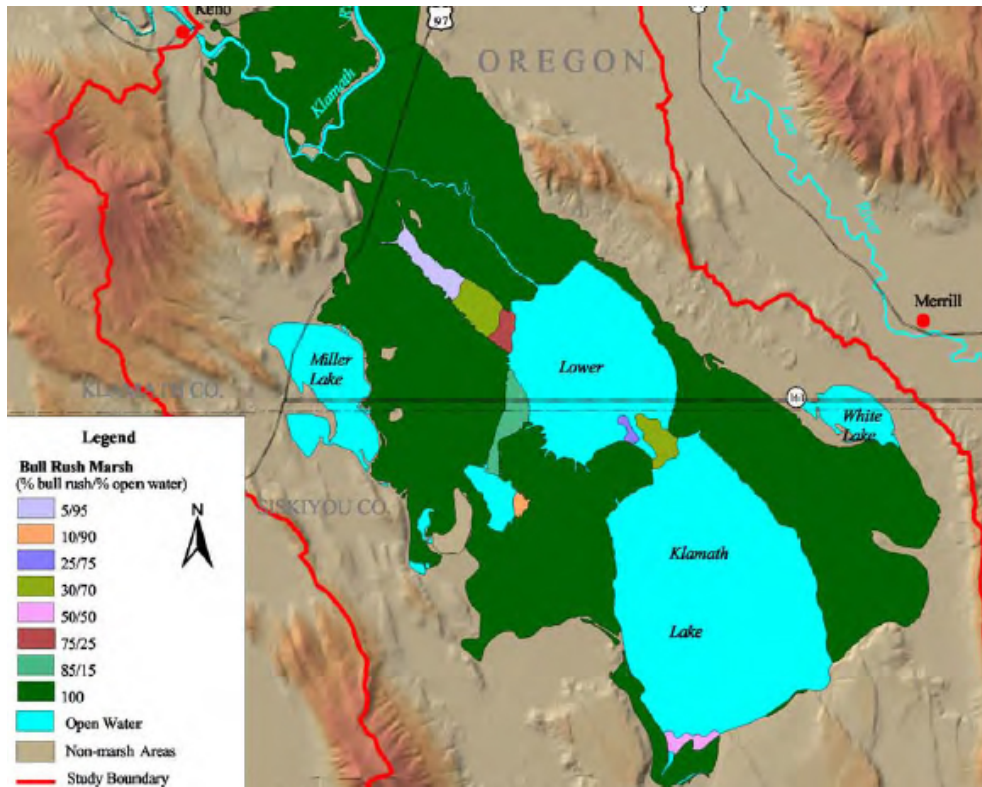 Keno
97
OREGON
Klamath
Lost
River
Merrill
Miller
Lake
Lower
KLAMATH CO.
161
White
Lake
SISKIYOU CO.
Klamath
Lake
Legend
Bull Rush Marsh
(% bull rush/% open water)
N
5/95
10/90
25/75
30/70
50/50
75/25
85/15
100
Open Water
Non-marsh Areas
Study Boundary